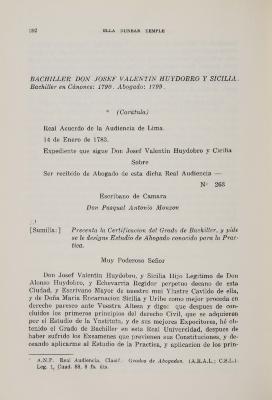 192 ELLA DUNBAR TEMPLE
BACHILLER DON JOSEF VALENTIN HUYDOBRO Y SICILIA.
Bachiller en Cánones: 1790. Abogado: 1799.
* (Carátula)
Real Acuerdo de la Audiencia de Lima.
14 de Enero de 1783.
Expediente que sigue Don Josef Valentin Huydobro y Cicilia
Sobre
Ser recibido de Abogado de esta dicha Real Audiencia —
N° 263
Escribano de Camara
Don Pasqual Antonio Monzon
[Sumilla:] Precenta la Certificacion del Grado de Bachiller, y pide
se le designe Estudio de Abogado conocido para la Prac-
tica.
Muy Poderoso Señor
Don Josef Valentin Huydobro, y Sicilia Hijo Legitimo de Don
Alonso Huydobro, y Echevarria Regidor perpetuo decano de esta
Ciudad, y Escrivano Mayor de nuestro mui Ylustre Cavildo de ella,
y de Doña Maria Encarnacion Sicilia y Uribe como mejor proceda en
derecho paresco ante Vuestra Alteza y digo: que despues de con-
cluidos los primeros principios del derecho Civil, que se adquieren
por el Estudio de la Ynstituta, y de sus mejores Expositores, hé ob-
tenido el Grado de Bachiller en esta Real Universidad, despues de
haber sufrido los Examenes que previenen sus Constituciones, y de-
ceando aplicarme al Estudio de la Practica, y aplicacion de los prin-
* A.N.P. Real Audiencia. Clasif. Grados de Abogados. (A.R.A.L.; C.S.L.)
Leg. 1, Cuad. 88, 8 fs. úts.